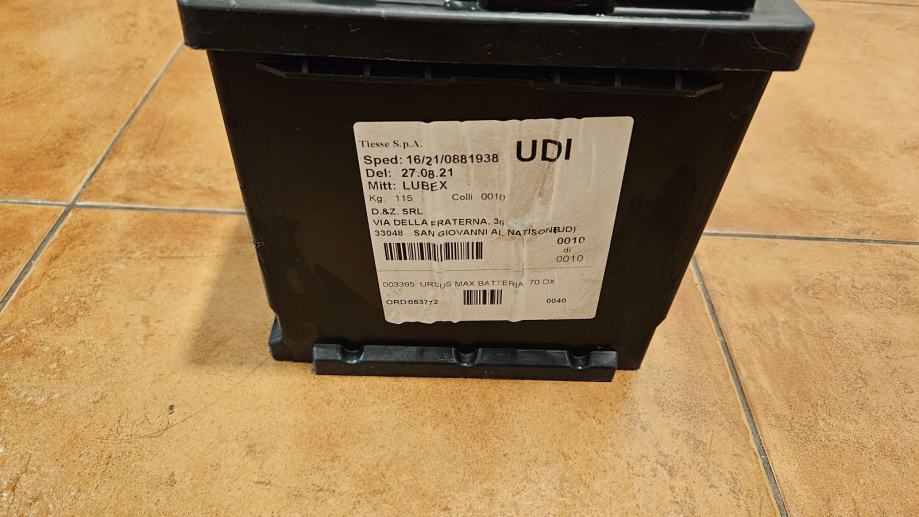 Tiesse S.p.A.
UDI
Sped: 16/21/0881938
Del: 27.08.21
Mitt: LUBEX
Kg: 115 Colli 0010
D.&Z. SRL
VIA DELLA FRATERNA,
33048 SAN GIOVANNI AL NATISONE(UD)
0010
di
0010
003395 URSUS MAX BATTERIA 70 DX
ORD:053772
0040